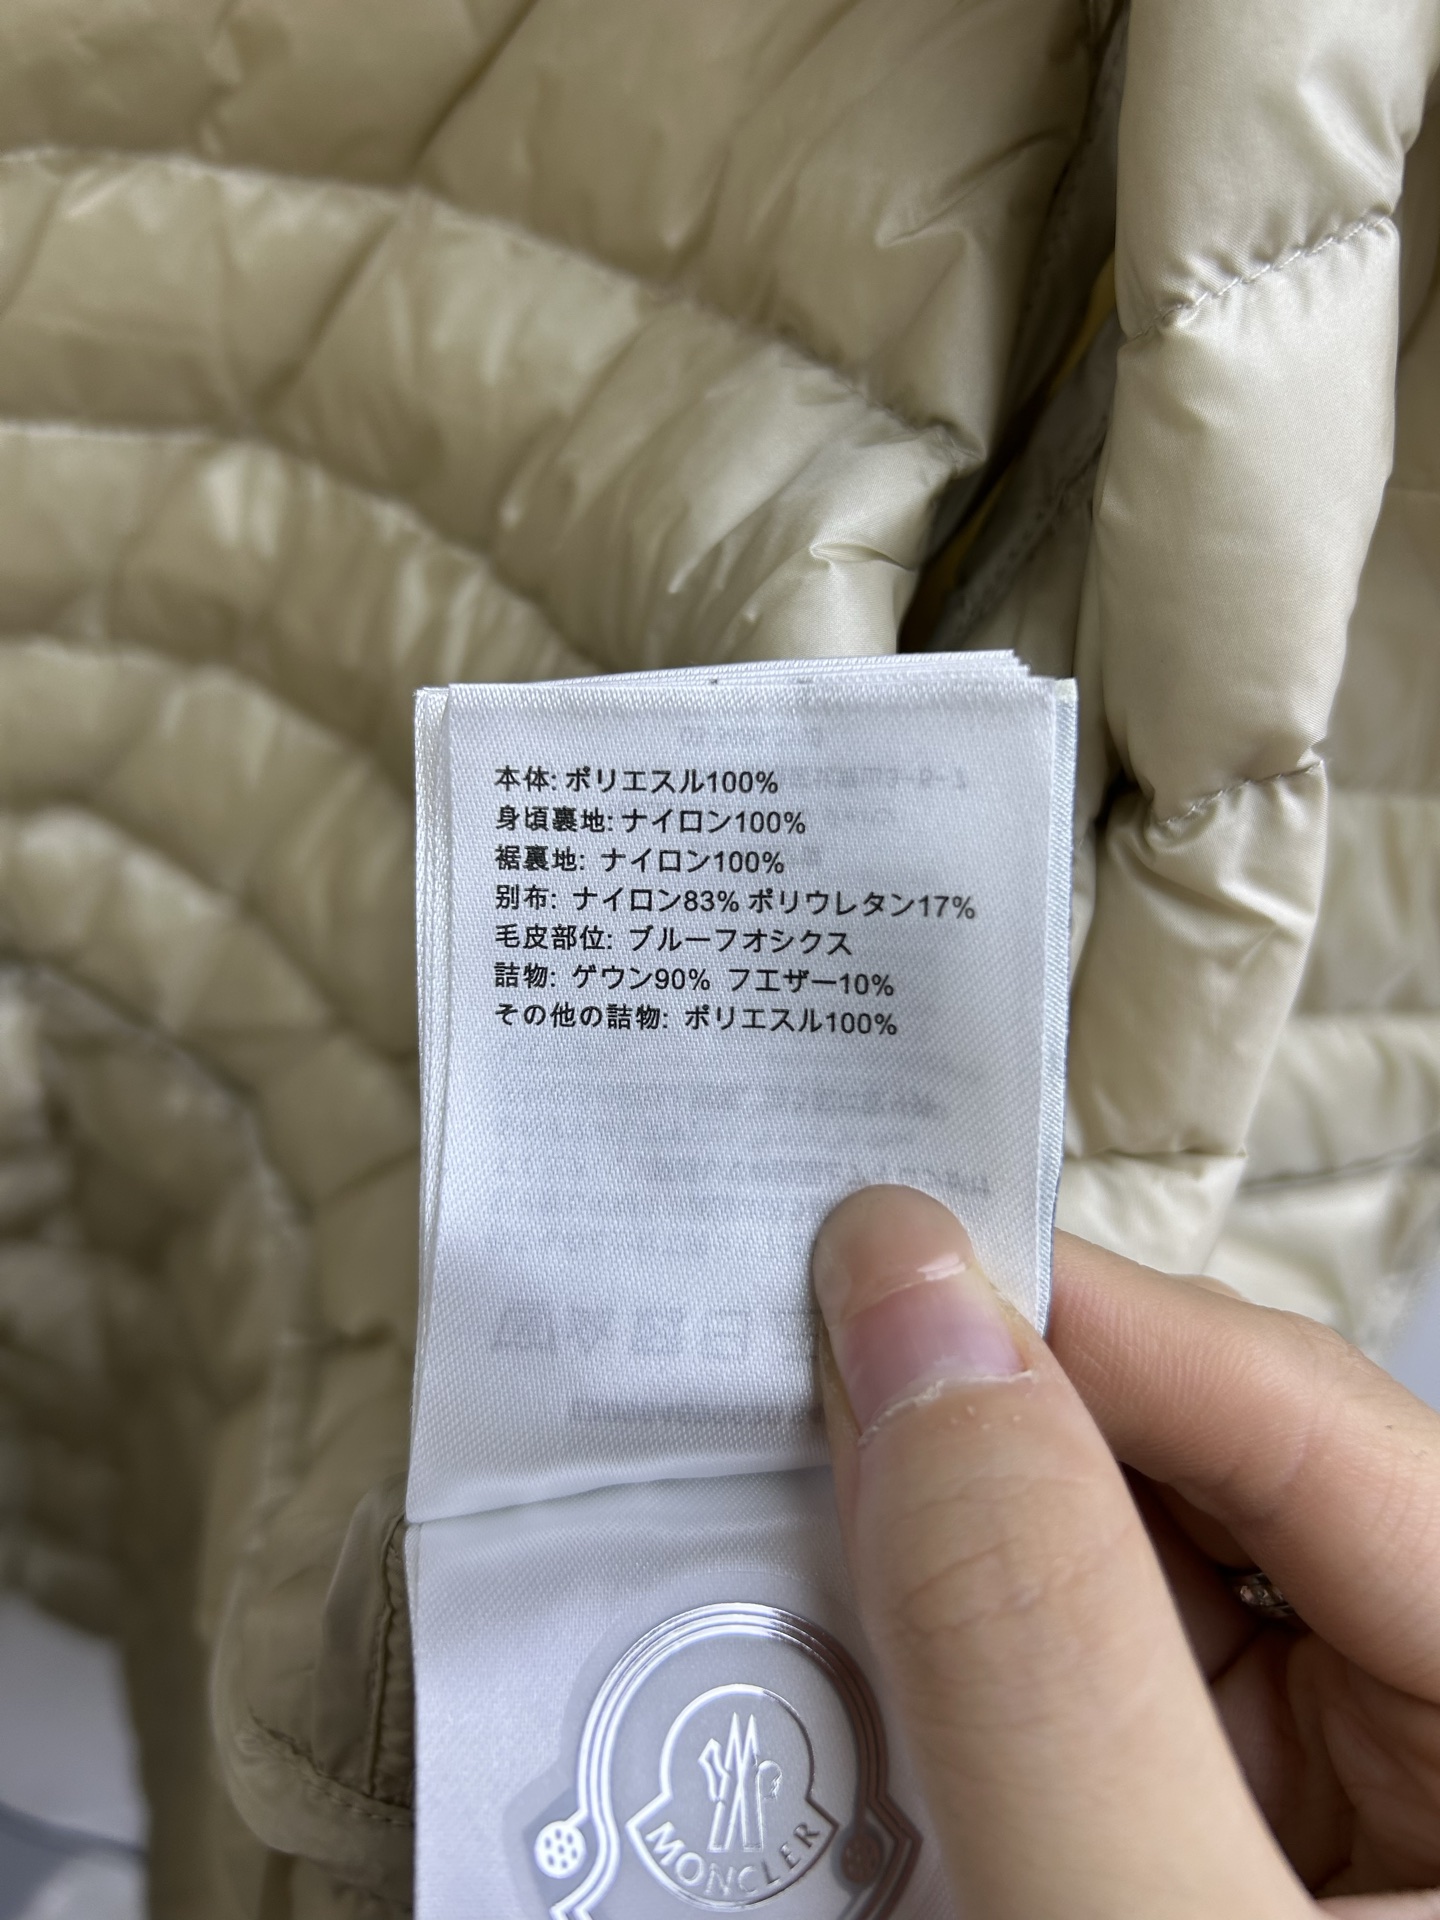 本体: ポリエスル100%
身頃裏地: ナイロン100%
裾裏地: ナイロン100%
別布: ナイロン83% ポリウレタン17%
毛皮部位: ブルーフオシクス
詰物: ゲウン90% フエザー10%
その他の詰物: ポリエスル100%
MONCLER